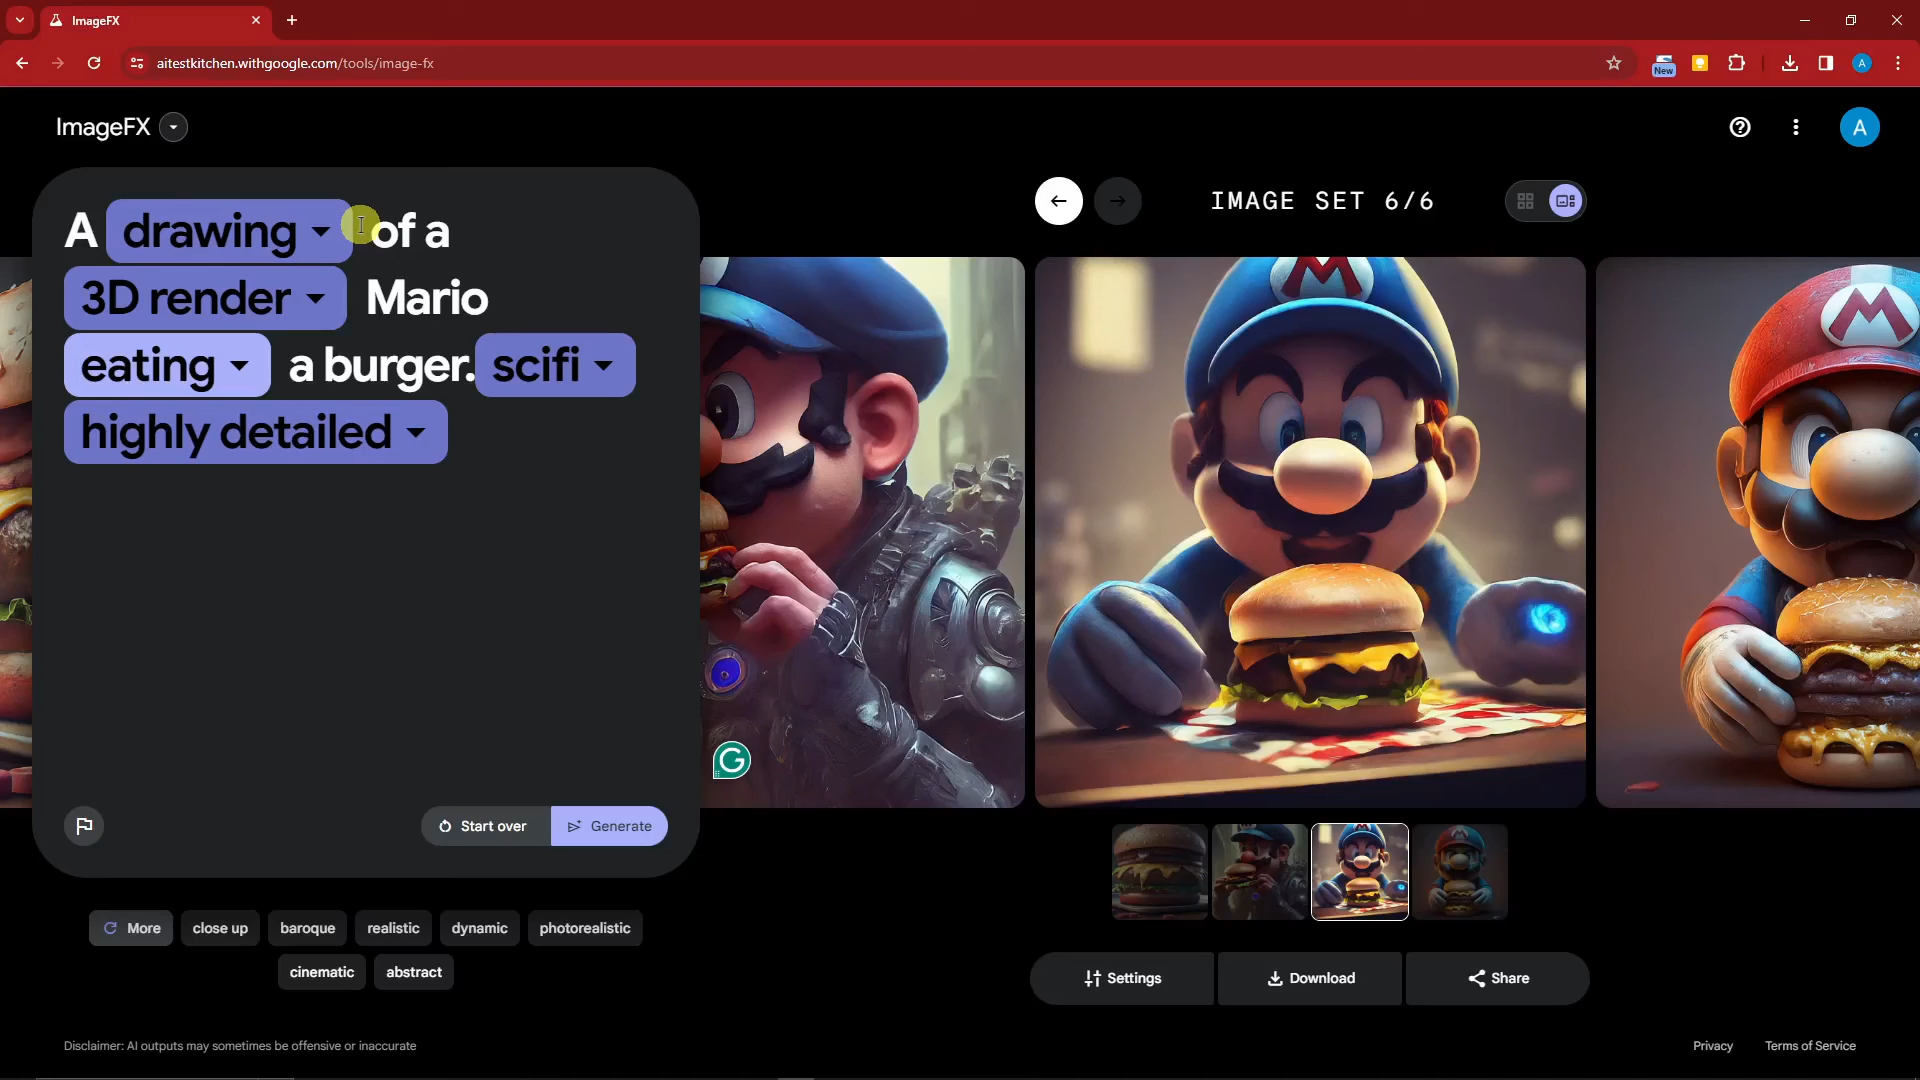 ImageFX
aitestkitchen.withgoogle.com/tools/image-fx
New
A
ImageFX
A
A drawing of a
3D render Mario
eating a burger. scifi
highly detailed
Start over
Generate
IMAGE SET 6/6
M
M
G
More
close up
baroque
realistic
dynamic
photorealistic
cinematic
abstract
Settings
Download
Share
Disclaimer: AI outputs may sometimes be offensive or inaccurate
Privacy
Terms of Service